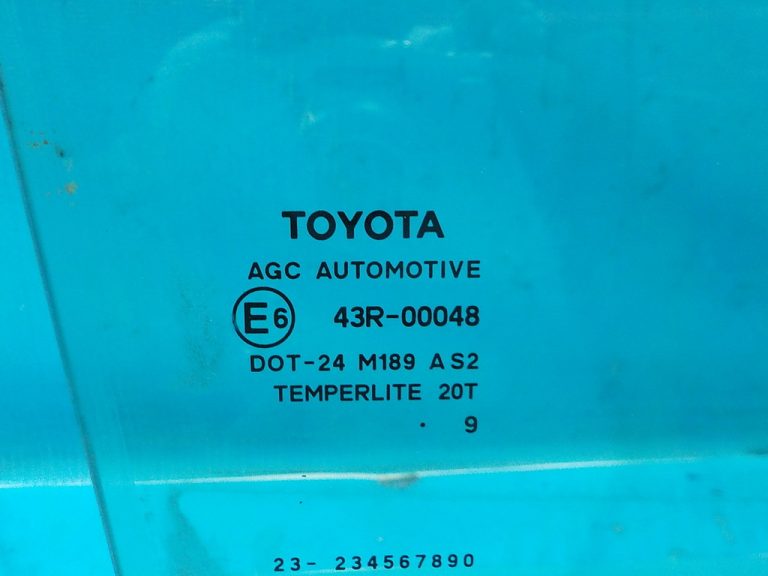 TOYOTA
AGC AUTOMOTIVE
E6 43R-00048
DOT-24 M189 AS2
TEMPERLITE 20T
. 9
23- 234567890